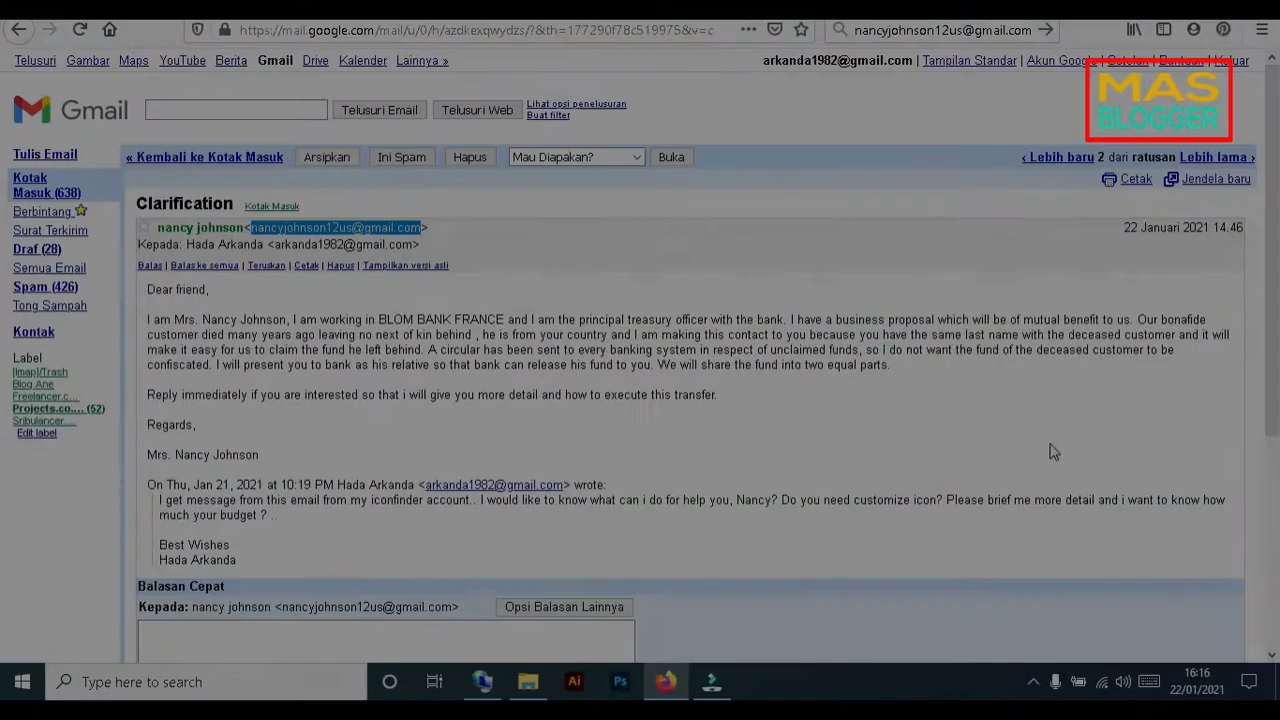 https://mail.google.com/mail/u/0/h/azdkexqwydzs/?&th=177290f78c519975&v=c
nancyjohnson12us@gmail.com
Telusuri Gambar Maps YouTube Berita Gmail Drive Kalender Lainnya »
arkanda1982@gmail.com | Tampilan Standar | Akun Google | Setelan | Bantuan | Keluar
MAS
BLOGGER
Gmail
Telusuri Email
Telusuri Web
Lihat opsi penelusuran
Buat filter
Tulis Email
« Kembali ke Kotak Masuk Arsipkan Ini Spam Hapus Mau Diapakan? Buka
‹ Lebih baru 2 dari ratusan Lebih lama ›
Cetak Jendela baru
Kotak
Masuk (638)
Berbintang
Surat Terkirim
Draf (28)
Semua Email
Spam (426)
Tong Sampah
Kontak
Label
[Imap]/Trash
Blog Ane
Freelancer.c...
Projects.co.... (52)
Sribulancer....
Edit label
Clarification Kotak Masuk
nancy johnson<nancyjohnson12us@gmail.com>
22 Januari 2021 14.46
Kepada: Hada Arkanda <arkanda1982@gmail.com>
Balas | Balas ke semua | Teruskan | Cetak | Hapus | Tampilkan versi asli
Dear friend,
I am Mrs. Nancy Johnson, I am working in BLOM BANK FRANCE and I am the principal treasury officer with the bank. I have a business proposal which will be of mutual benefit to us. Our bonafide
customer died many years ago leaving no next of kin behind , he is from your country and I am making this contact to you because you have the same last name with the deceased customer and it will
make it easy for us to claim the fund he left behind. A circular has been sent to every banking system in respect of unclaimed funds, so I do not want the fund of the deceased customer to be
confiscated. I will present you to bank as his relative so that bank can release his fund to you. We will share the fund into two equal parts.
Reply immediately if you are interested so that i will give you more detail and how to execute this transfer.
Regards,
Mrs. Nancy Johnson
On Thu, Jan 21, 2021 at 10:19 PM Hada Arkanda <arkanda1982@gmail.com> wrote:
I get message from this email from my iconfinder account.. I would like to know what can i do for help you, Nancy? Do you need customize icon? Please brief me more detail and i want to know how
much your budget ? ..
Best Wishes
Hada Arkanda
Balasan Cepat
Kepada: nancy johnson <nancyjohnson12us@gmail.com>
Opsi Balasan Lainnya
Type here to search
Ai
Ps
16:16
22/01/2021